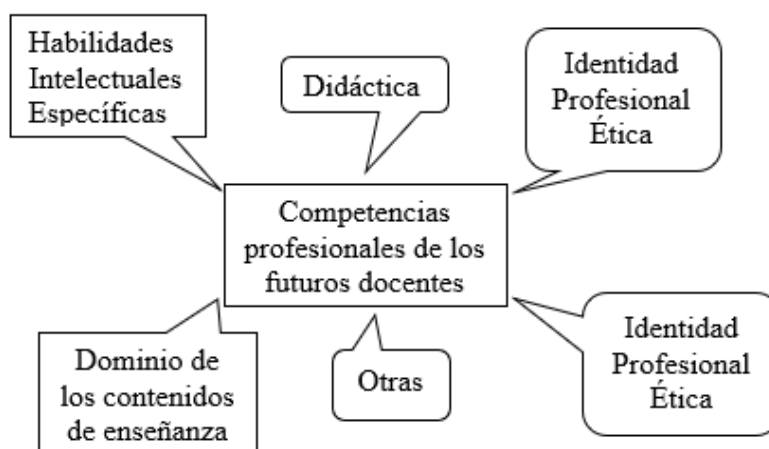 Habilidades
Intelectuales
Específicas
Didáctica
Identidad
Profesional
Ética
Competencias
profesionales de los
futuros docentes
Dominio de
los contenidos
de enseñanza
Otras
Identidad
Profesional
Ética